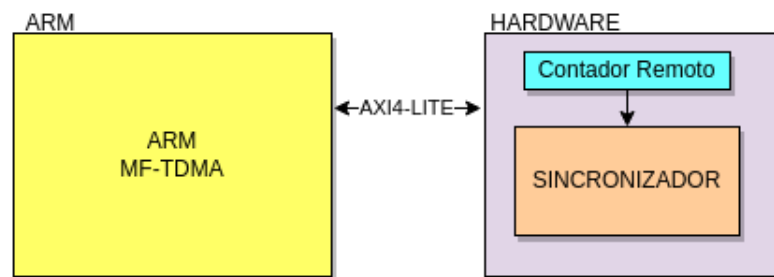 ARM
HARDWARE
Contador Remoto
AXI4-LITE
ARM
MF-TDMA
SINCRONIZADOR